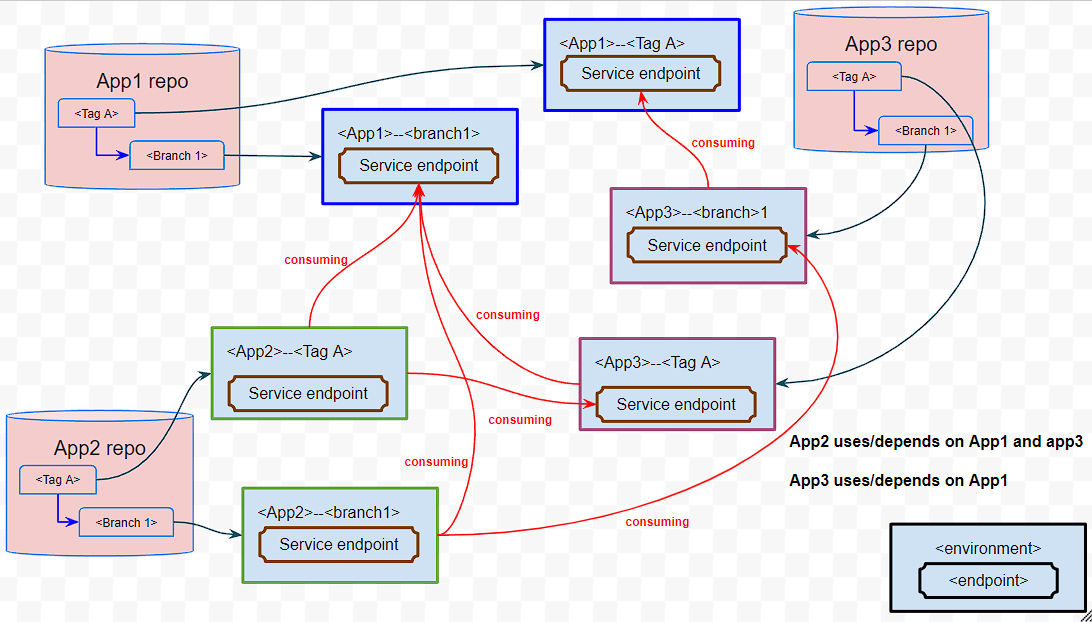 App1 repo
<Tag A>
<Branch 1>
<App1>--<Tag A>
Service endpoint
App3 repo
<Tag A>
<Branch 1>
<App1>--<branch1>
Service endpoint
consuming
<App3>--<branch>1
Service endpoint
consuming
consuming
<App2>--<Tag A>
Service endpoint
<App3>--<Tag A>
Service endpoint
consuming
App2 repo
<Tag A>
<Branch 1>
consuming
App2 uses/depends on App1 and app3
App3 uses/depends on App1
<App2>--<branch1>
Service endpoint
consuming
<environment>
<endpoint>